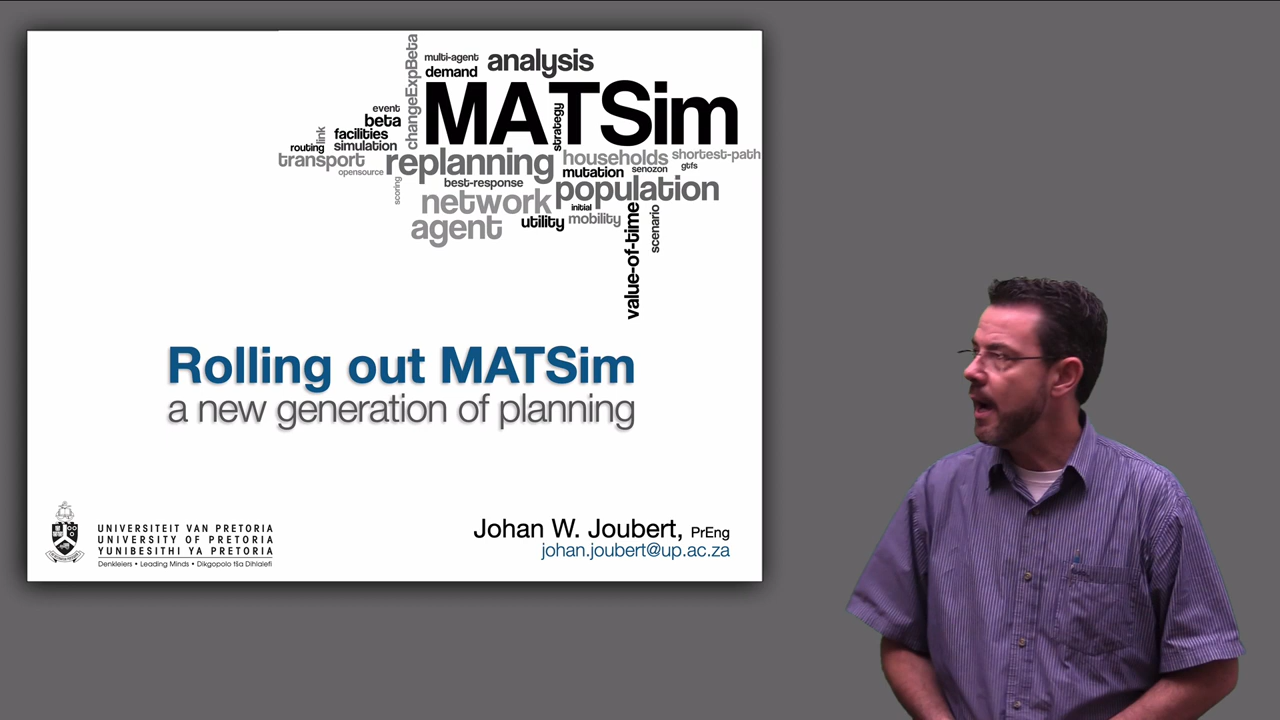 changeExpBeta
multi-agent
analysis
demand
MATSim
event
beta
strategy
link
facilities
routing
simulation
transport
replanning
households
shortest-path
opensource
mutation
senozon
gtfs
scoring
best-response
population
network
initial
agent
utility
mobility
value-of-time
scenario
Rolling out MATSim
a new generation of planning
UNIVERSITEIT VAN PRETORIA
UNIVERSITY OF PRETORIA
YUNIBESITHI YA PRETORIA
Denkleiers • Leading Minds • Dikgopolo tša Dihlalefi
Johan W. Joubert, PrEng
johan.joubert@up.ac.za